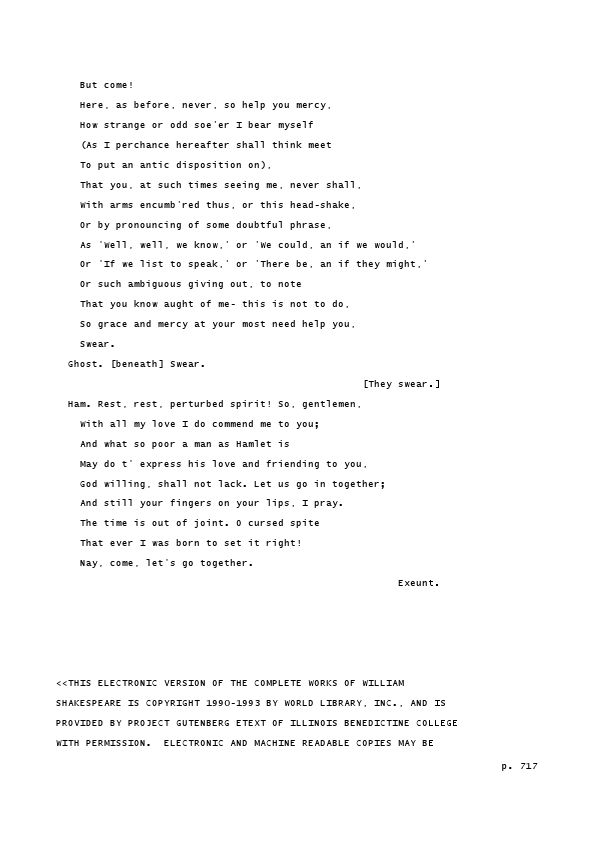 But come!
Here, as before, never, so help you mercy,
How strange or odd soe'er I bear myself
(As I perchance hereafter shall think meet
To put an antic disposition on),
That you, at such times seeing me, never shall,
With arms encumb'red thus, or this head-shake,
Or by pronouncing of some doubtful phrase,
As 'Well, well, we know,' or 'We could, an if we would,'
Or 'If we list to speak,' or 'There be, an if they might,'
Or such ambiguous giving out, to note
That you know aught of me- this is not to do,
So grace and mercy at your most need help you,
Swear.
Ghost. [beneath] Swear.
[They swear.]
Ham. Rest, rest, perturbed spirit! So, gentlemen,
With all my love I do commend me to you;
And what so poor a man as Hamlet is
May do t' express his love and friending to you,
God willing, shall not lack. Let us go in together;
And still your fingers on your lips, I pray.
The time is out of joint. O cursed spite
That ever I was born to set it right!
Nay, come, let's go together.
Exeunt.
<<THIS ELECTRONIC VERSION OF THE COMPLETE WORKS OF WILLIAM
SHAKESPEARE IS COPYRIGHT 1990-1993 BY WORLD LIBRARY, INC., AND IS
PROVIDED BY PROJECT GUTENBERG ETEXT OF ILLINOIS BENEDICTINE COLLEGE
WITH PERMISSION.  ELECTRONIC AND MACHINE READABLE COPIES MAY BE
p. 717